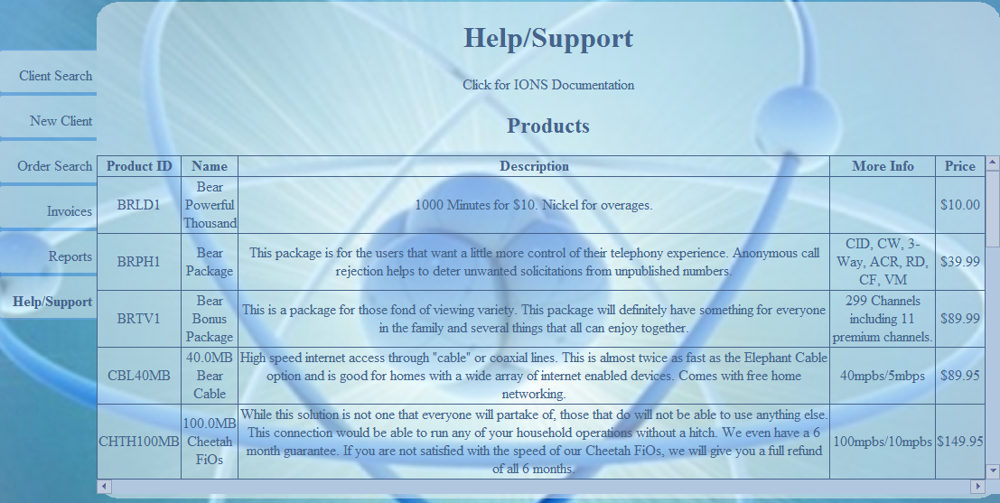 Help/Support
Click for IONS Documentation
Products
Client Search
New Client
Order Search
Invoices
Reports
Help/Support
Product ID Name Description More Info Price
BRLD1
Bear
Powerful
Thousand
1000 Minutes for $10. Nickel for overages.
$10.00
BRPH1
Bear
Package
This package is for the users that want a little more control of their telephony experience. Anonymous call
rejection helps to deter unwanted solicitations from unpublished numbers.
CID, CW, 3-
Way, ACR, RD,
CF, VM
$39.99
BRTV1
Bear
Bonus
Package
This is a package for those fond of viewing variety. This package will definitely have something for everyone
in the family and several things that all can enjoy together.
299 Channels
including 11
premium channels.
$89.99
CBL40MB
40.0MB
Bear
Cable
High speed internet access through "cable" or coaxial lines. This is almost twice as fast as the Elephant Cable
option and is good for homes with a wide array of internet enabled devices. Comes with free home
networking.
40mpbs/5mbps
$89.95
CHTH100MB
100.0MB
Cheetah
FiOs
While this solution is not one that everyone will partake of, those that do will not be able to use anything else.
This connection would be able to run any of your household operations without a hitch. We even have a 6
month guarantee. If you are not satisfied with the speed of our Cheetah FiOs, we will give you a full refund
of all 6 months.
100mpbs/10mpbs
$149.95